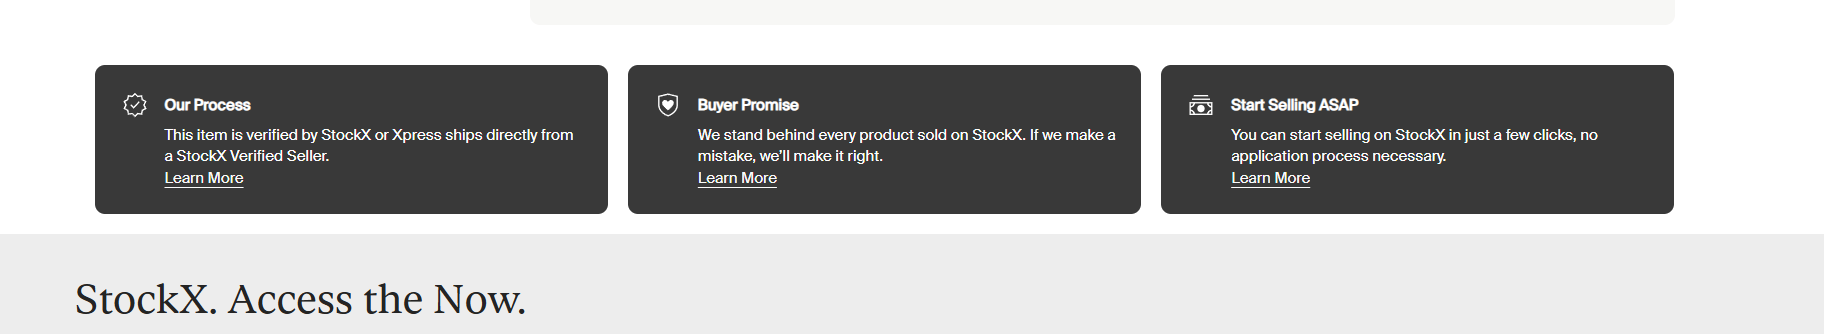 Our Process
This item is verified by StockX or Xpress ships directly from
a StockX Verified Seller.
Learn More
Buyer Promise
We stand behind every product sold on StockX. If we make a
mistake, we’ll make it right.
Learn More
Start Selling ASAP
You can start selling on StockX in just a few clicks, no
application process necessary.
Learn More
StockX. Access the Now.